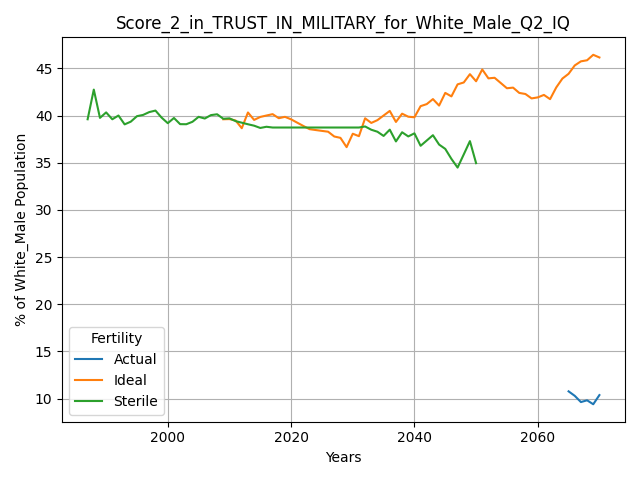 Score_2_in_TRUST_IN_MILITARY_for_White_Male_Q2_IQ
% of White_Male Population
45
40
35
30
25
20
15
10
Fertility
Actual
Ideal
Sterile
2000 2020 2040 2060
Years